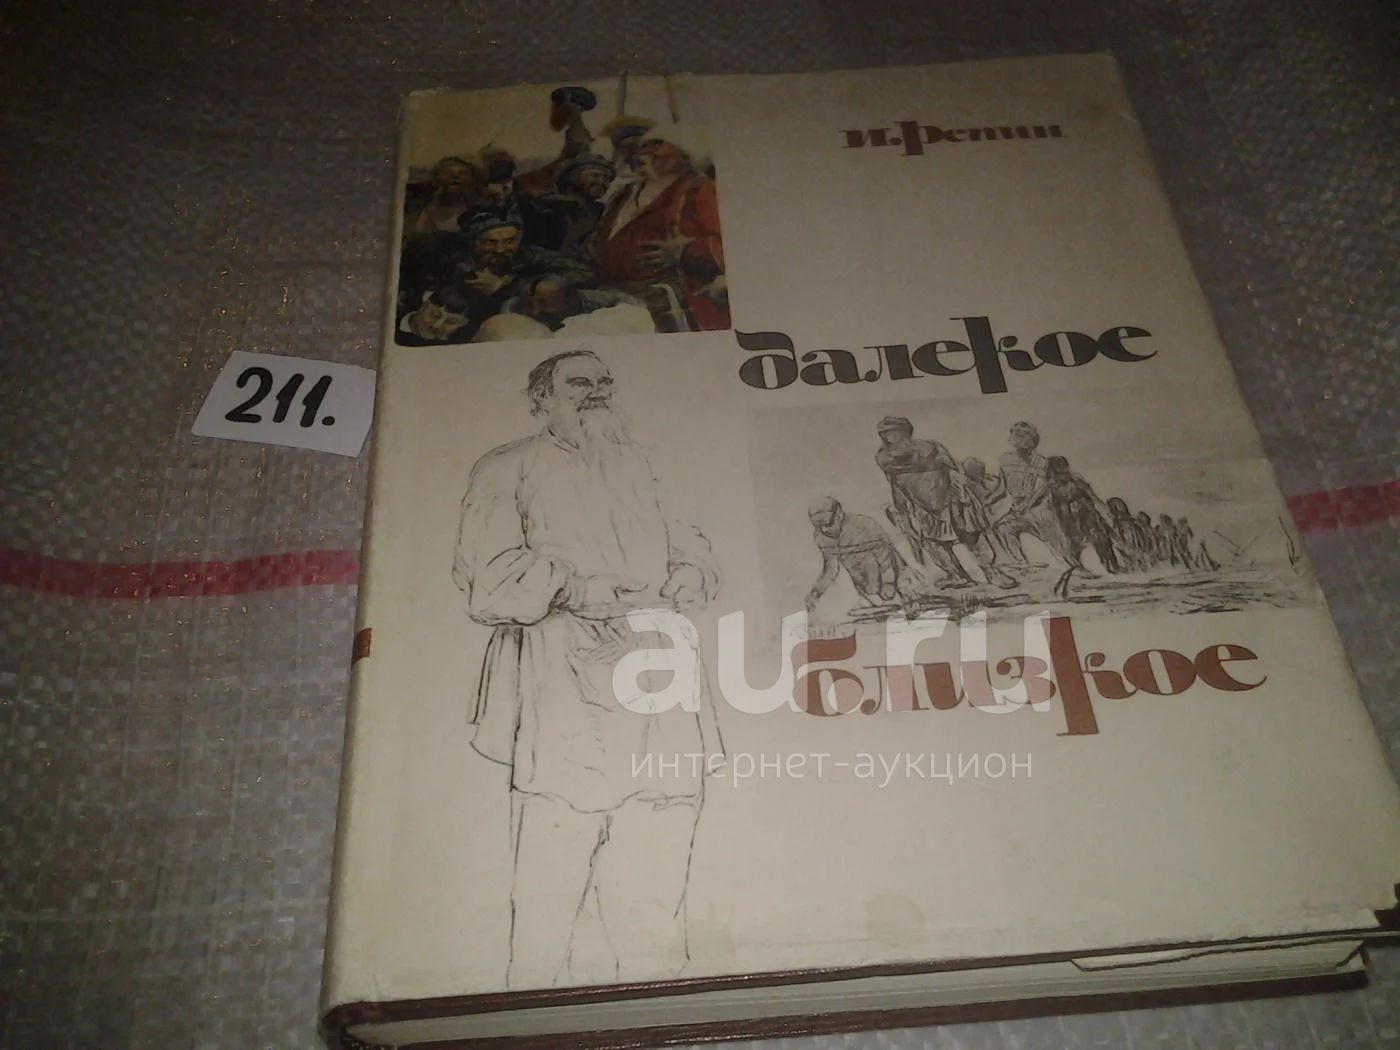 и. Репин
далекое
211.
близкое
au.ru
интернет-аукцион